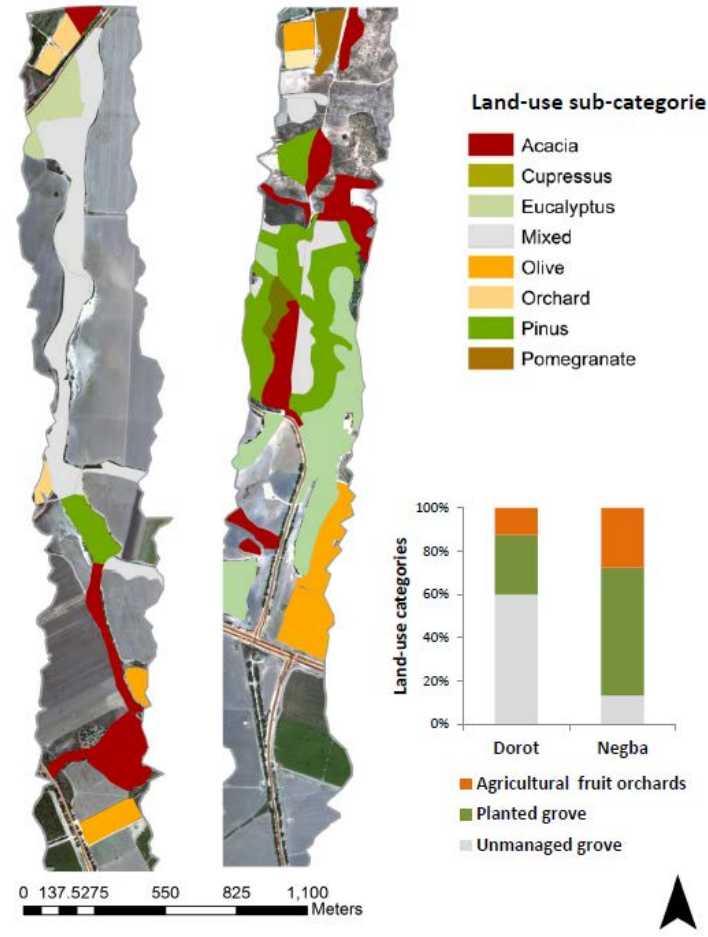 Land-use sub-categorie
Acacia
Cupressus
Eucalyptus
Mixed
Olive
Orchard
Pinus
Pomegranate
100%
80%
60%
40%
20%
0%
Land-use categories
Dorot Negba
Agricultural fruit orchards
Planted grove
Unmanaged grove
0 137.5275 550 825 1,100
Meters